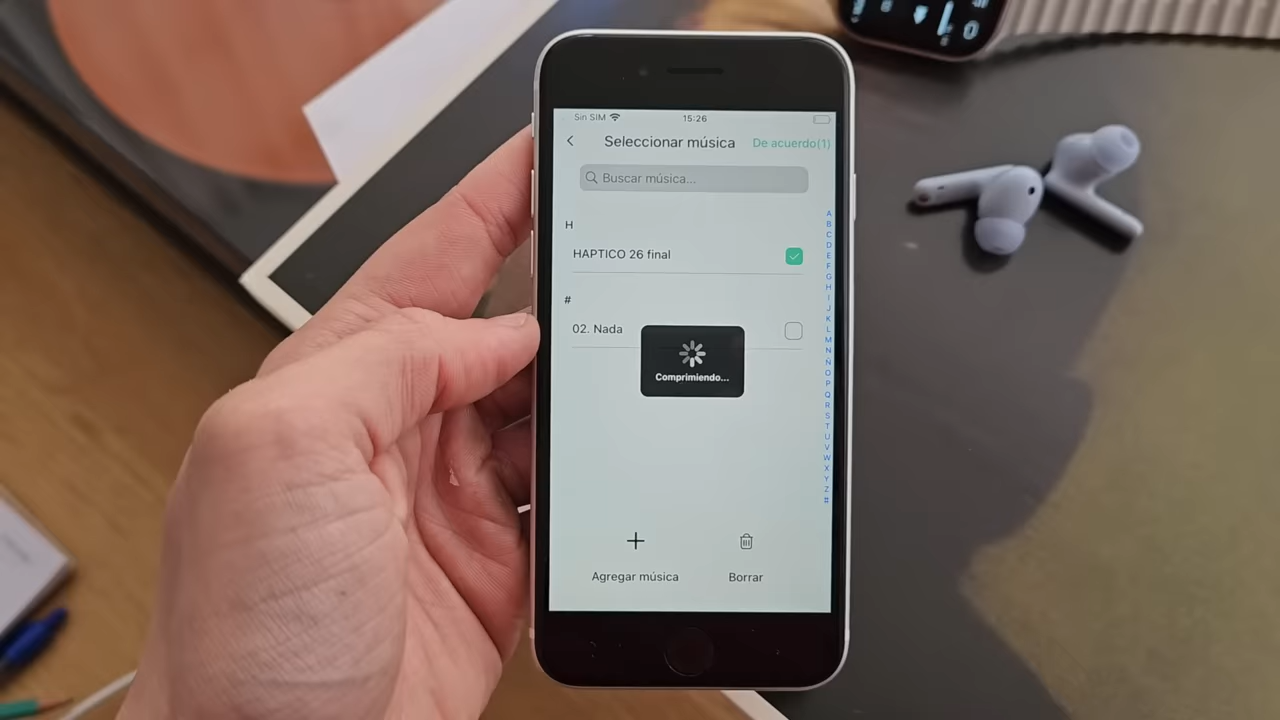 Sin SIM
15:26
Seleccionar música
De acuerdo(1)
Buscar música...
H
HAPTICO 26 final
#
02. Nada
Comprimiendo...
A
B
C
D
E
F
G
H
I
J
K
L
M
N
Ñ
O
P
Q
R
S
T
U
V
W
X
Y
Z
#
Agregar música
Borrar